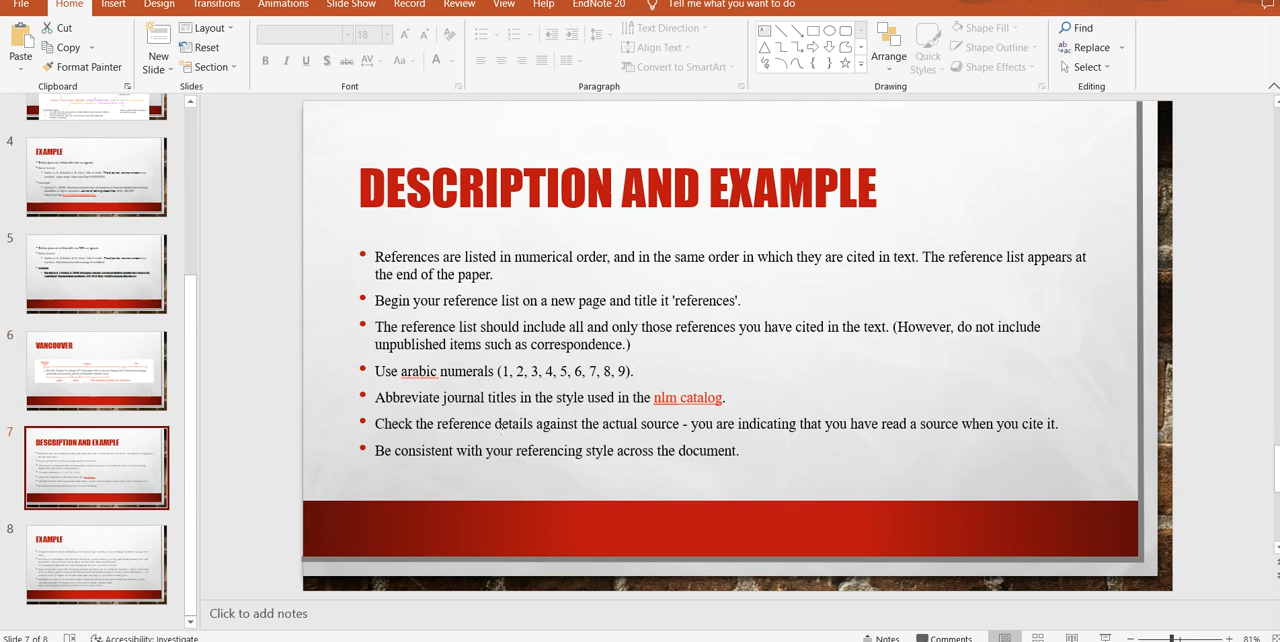 File Home Insert Design Transitions Animations Slide Show Record Review View Help EndNote 20 Tell me what you want to do
Paste Cut Copy Format Painter Clipboard
New Slide Layout Reset Section Slides
18 B I U S abc AV Aa A Font
Text Direction Align Text Convert to SmartArt Paragraph
Arrange Quick Styles Shape Fill Shape Outline Shape Effects Drawing
Find Replace Select Editing
4
EXAMPLE
5
6
VANCOUVER
7
DESCRIPTION AND EXAMPLE
8
EXAMPLE
DESCRIPTION AND EXAMPLE
• References are listed in numerical order, and in the same order in which they are cited in text. The reference list appears at
the end of the paper.
• Begin your reference list on a new page and title it 'references'.
• The reference list should include all and only those references you have cited in the text. (However, do not include
unpublished items such as correspondence.)
• Use arabic numerals (1, 2, 3, 4, 5, 6, 7, 8, 9).
• Abbreviate journal titles in the style used in the nlm catalog.
• Check the reference details against the actual source - you are indicating that you have read a source when you cite it.
• Be consistent with your referencing style across the document.
Click to add notes
Slide 7 of 8 Accessibility: Investigate Notes Comments 81%